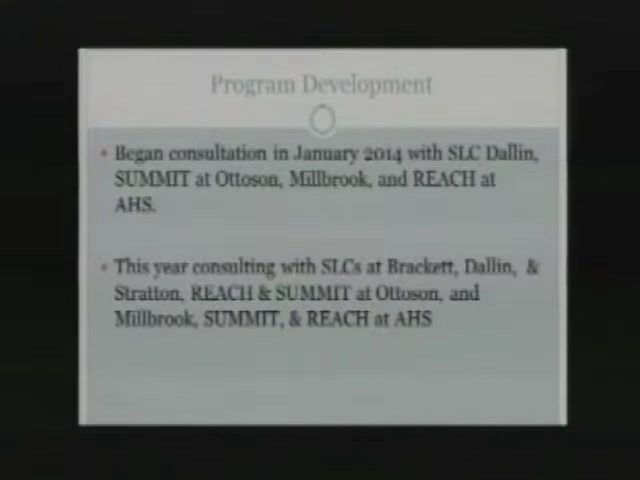 Program Development
• Began consultation in January 2014 with SLC Dallin,
SUMMIT at Ottoson, Millbrook, and REACH at
AHS.
• This year consulting with SLCs at Brackett, Dallin, &
Stratton, REACH & SUMMIT at Ottoson, and
Millbrook, SUMMIT, & REACH at AHS